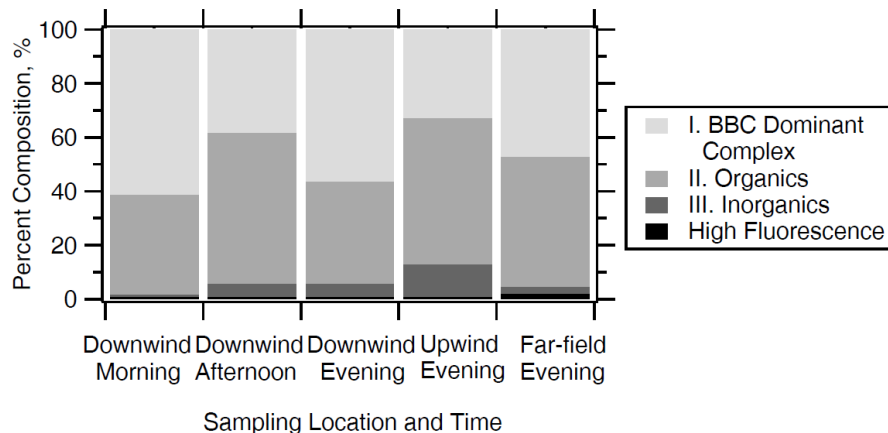 Percent Composition, %
100
80
60
40
20
0
Downwind Downwind Downwind Upwind Far-field
Morning Afternoon Evening Evening Evening
Sampling Location and Time
I. BBC Dominant
Complex
II. Organics
III. Inorganics
High Fluorescence